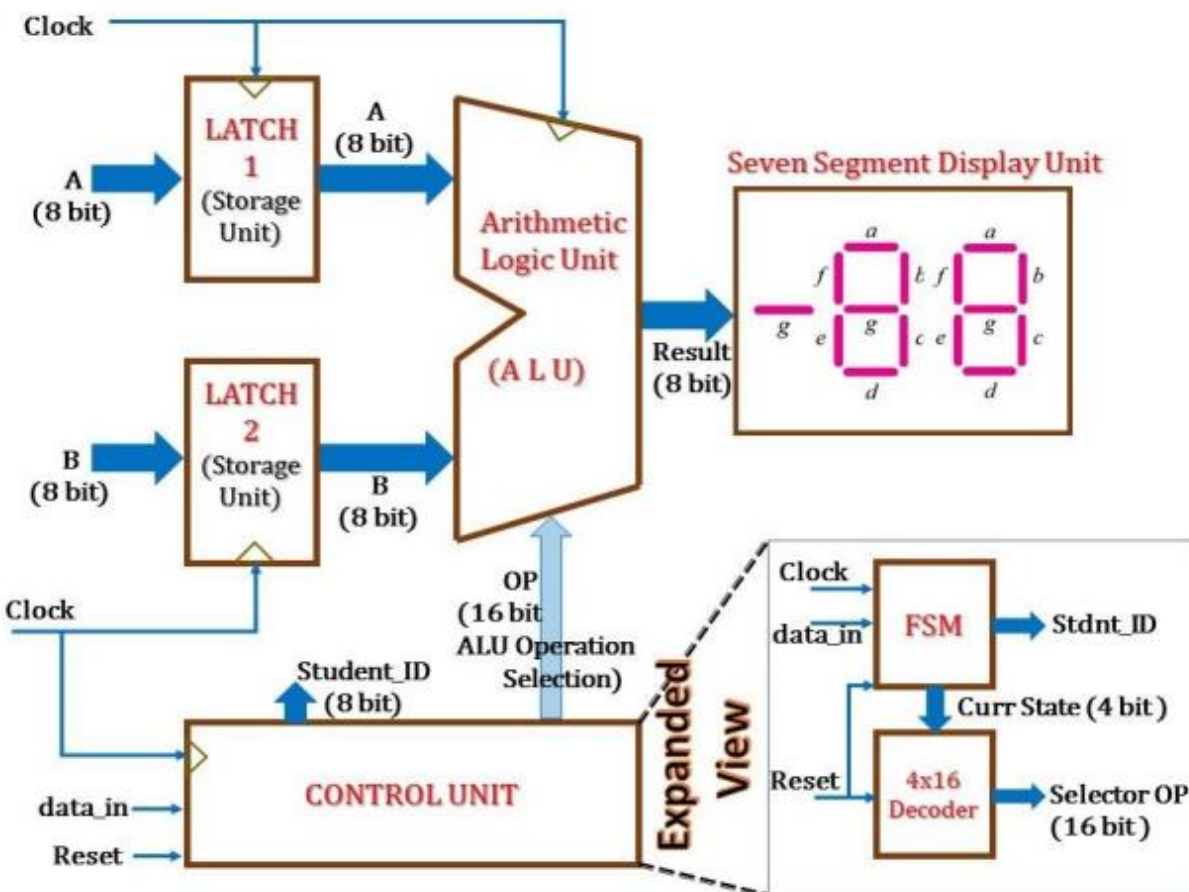 Clock
LATCH
1
(Storage
Unit)
A
(8 bit)
A
(8 bit)
Arithmetic
Logic Unit
(A L U)
Seven Segment Display Unit
a
f
b
g
e
c
d
a
f
b
g
e
c
d
g
Result
(8 bit)
LATCH
2
(Storage
Unit)
B
(8 bit)
B
(8 bit)
Clock
OP
(16 bit
ALU Operation
Selection)
Student_ID
(8 bit)
CONTROL UNIT
data_in
Reset
Expanded
View
Clock
data_in
FSM
Stdnt_ID
Curr State (4 bit )
Reset
4x16
Decoder
Selector OP
(16 bit )